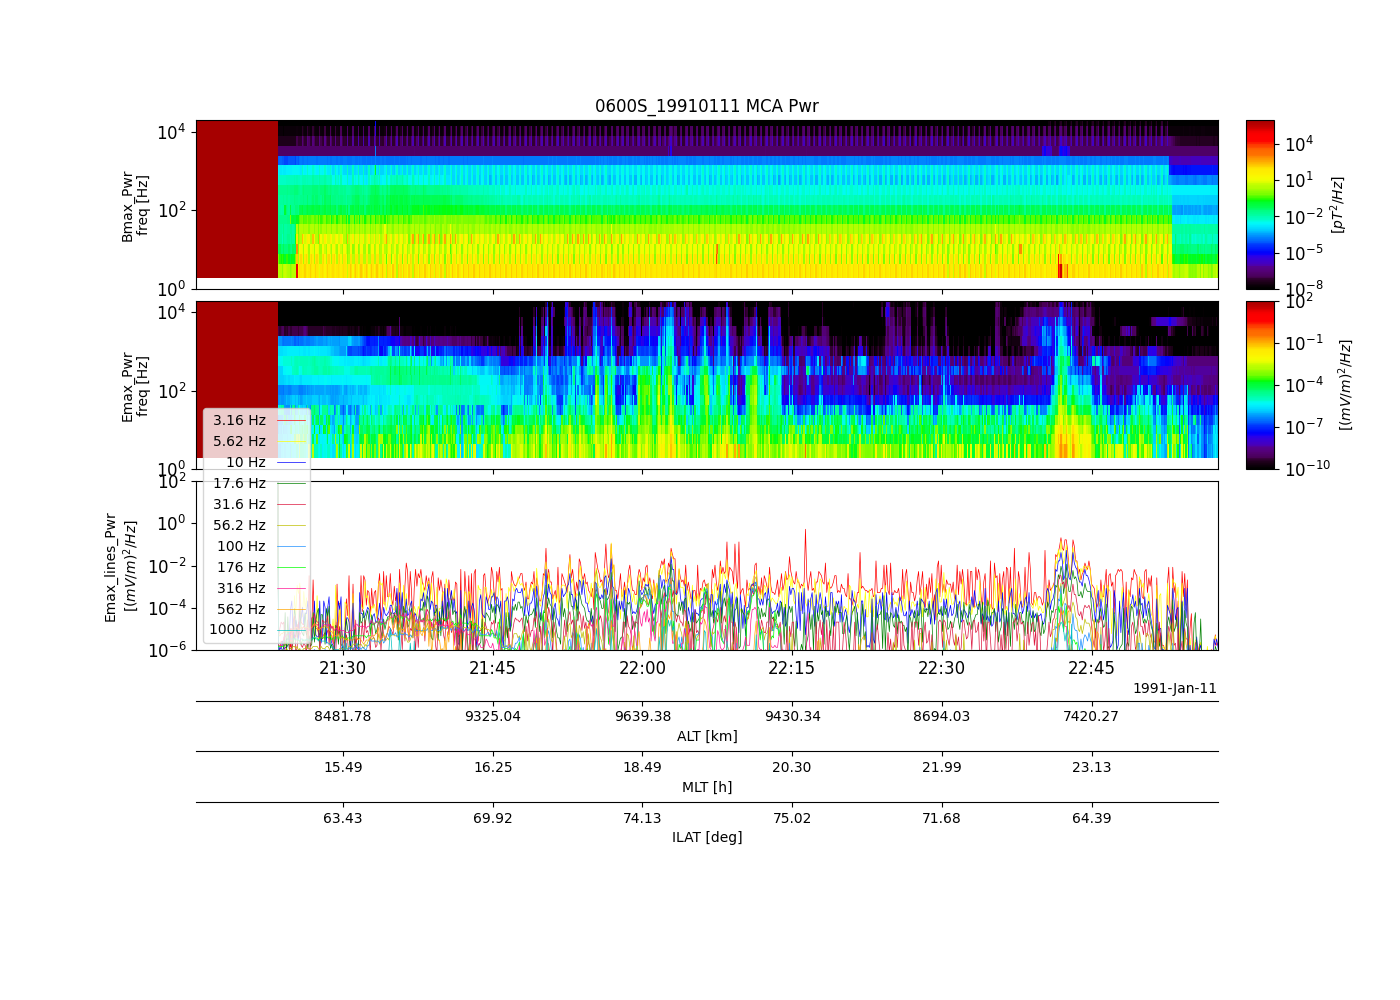 0600S_19910111 MCA Pwr
10^4
10^2
10^0
Bmax_Pwr
freq [Hz]
10^4
10^1
10^-2
10^-5
10^-8
[pT^2/Hz]
10^4
10^2
10^0
Emax_Pwr
freq [Hz]
10^2
10^-1
10^-4
10^-7
10^-10
[(mV/m)^2/Hz]
3.16 Hz
5.62 Hz
10 Hz
17.6 Hz
31.6 Hz
56.2 Hz
100 Hz
176 Hz
316 Hz
562 Hz
1000 Hz
10^2
10^0
10^-2
10^-4
10^-6
Emax_lines_Pwr
[(mV/m)^2/Hz]
21:30 21:45 22:00 22:15 22:30 22:45
1991-Jan-11
8481.78 9325.04 9639.38 9430.34 8694.03 7420.27
ALT [km]
15.49 16.25 18.49 20.30 21.99 23.13
MLT [h]
63.43 69.92 74.13 75.02 71.68 64.39
ILAT [deg]